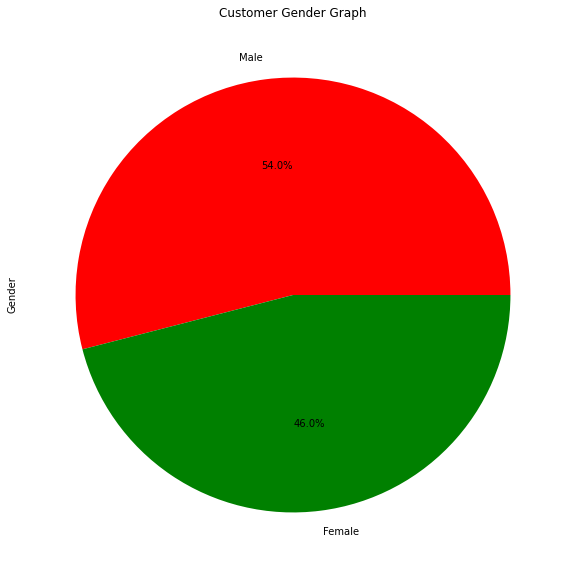 Customer Gender Graph
Male
54.0%
Gender
46.0%
Female